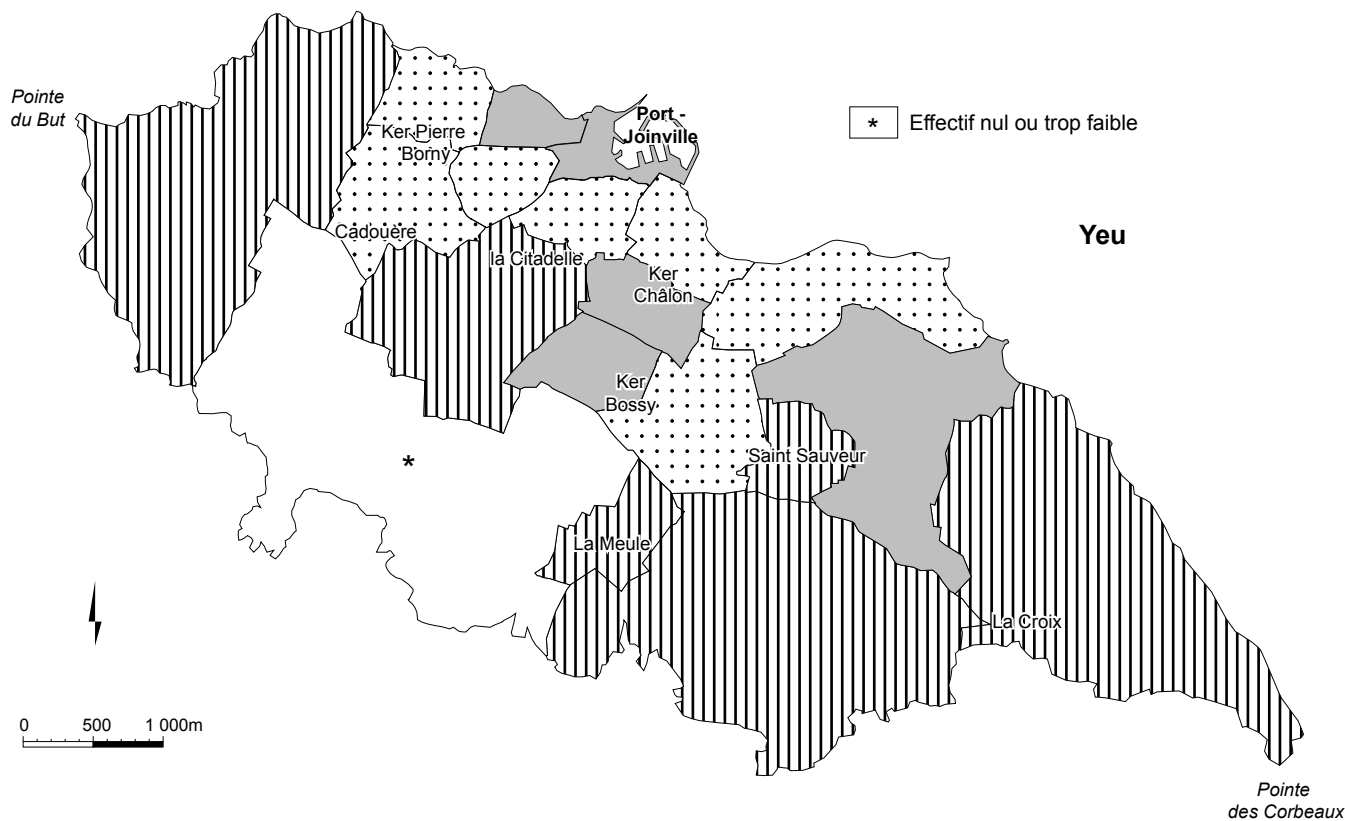 Pointe
du But
Port -
Joinville
* Effectif nul ou trop faible
Ker Pierre
Borny
Yeu
Cadouère
la Citadelle
Ker
Châlon
Ker
Bossy
Saint Sauveur
*
La Meule
La Croix
0 500 1 000m
Pointe
des Corbeaux